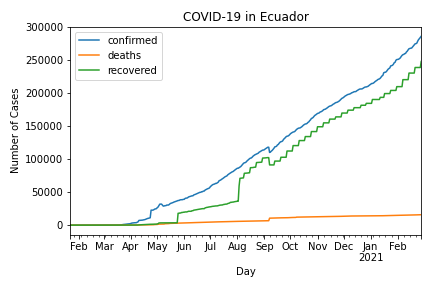 COVID-19 in Ecuador
confirmed
deaths
recovered
Number of Cases
300000
250000
200000
150000
100000
50000
0
Feb Mar Apr May Jun Jul Aug Sep Oct Nov Dec Jan Feb
2021
Day